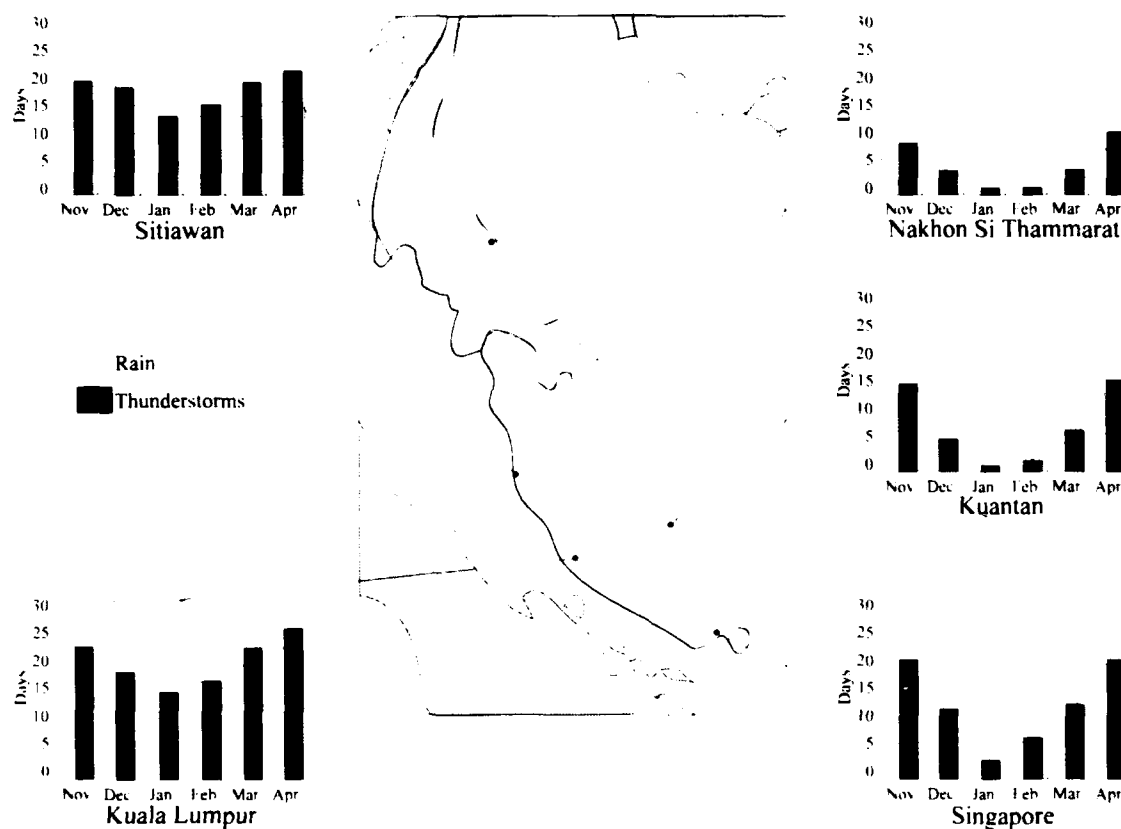 30
25
20
15
10
5
0
Days
Nov Dec Jan Feb Mar Apr
Sitiawan
Rain
Thunderstorms
30
25
20
15
10
5
0
Days
Nov Dec Jan Feb Mar Apr
Kuala Lumpur
30
25
20
15
10
5
0
Days
Nov Dec Jan Feb Mar Apr
Nakhon Si Thammarat
30
25
20
15
10
5
0
Days
Nov Dec Jan Feb Mar Apr
Kuantan
30
25
20
15
10
5
0
Days
Nov Dec Jan Feb Mar Apr
Singapore